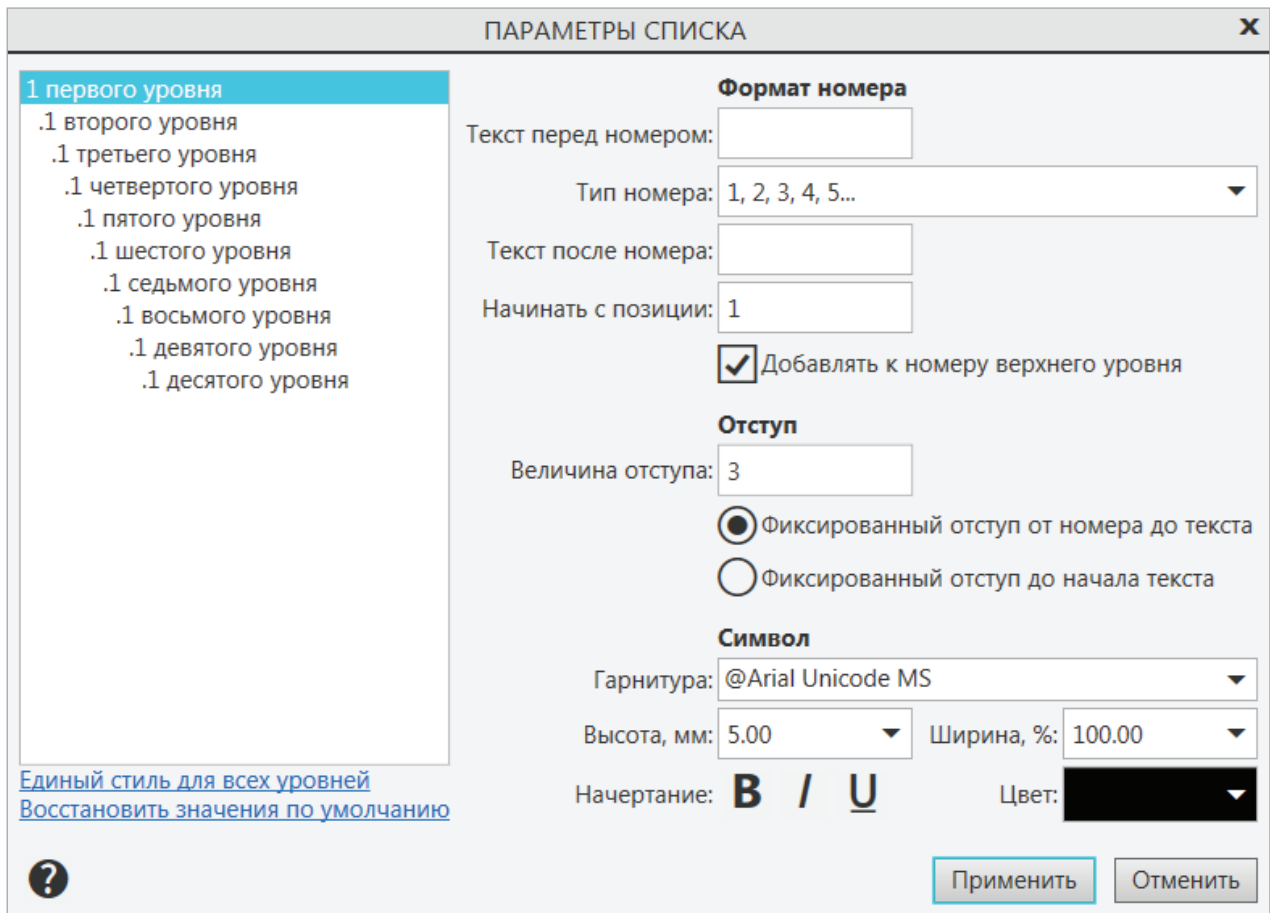 ПАРАМЕТРЫ СПИСКА
x
1 первого уровня
.1 второго уровня
.1 третьего уровня
.1 четвертого уровня
.1 пятого уровня
.1 шестого уровня
.1 седьмого уровня
.1 восьмого уровня
.1 девятого уровня
.1 десятого уровня
Единый стиль для всех уровней
Восстановить значения по умолчанию
Формат номера
Текст перед номером:
Тип номера: 1, 2, 3, 4, 5...
Текст после номера:
Начинать с позиции: 1
Добавлять к номеру верхнего уровня
Отступ
Величина отступа: 3
Фиксированный отступ от номера до текста
Фиксированный отступ до начала текста
Символ
Гарнитура: @Arial Unicode MS
Высота, мм: 5.00 Ширина, %: 100.00
Начертание: B I U Цвет:
?
Применить Отменить